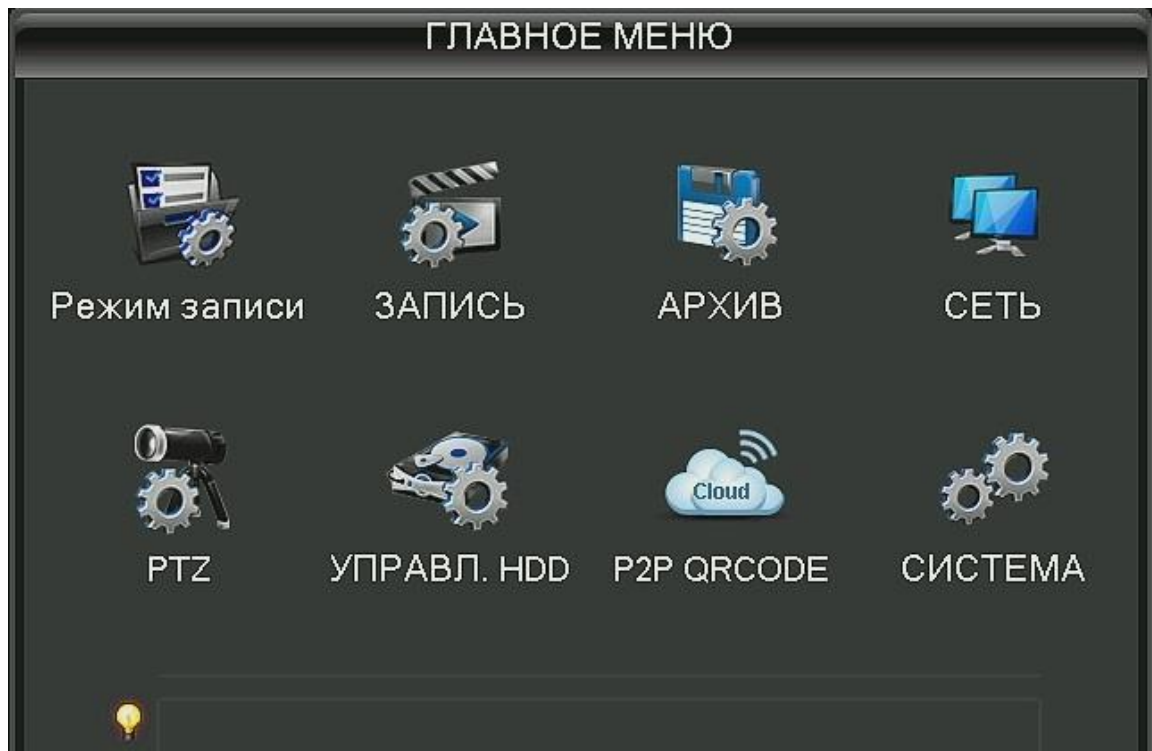 ГЛАВНОЕ МЕНЮ
Режим записи ЗАПИСЬ АРХИВ СЕТЬ
Cloud
PTZ УПРАВЛ. HDD P2P QRCODE СИСТЕМА